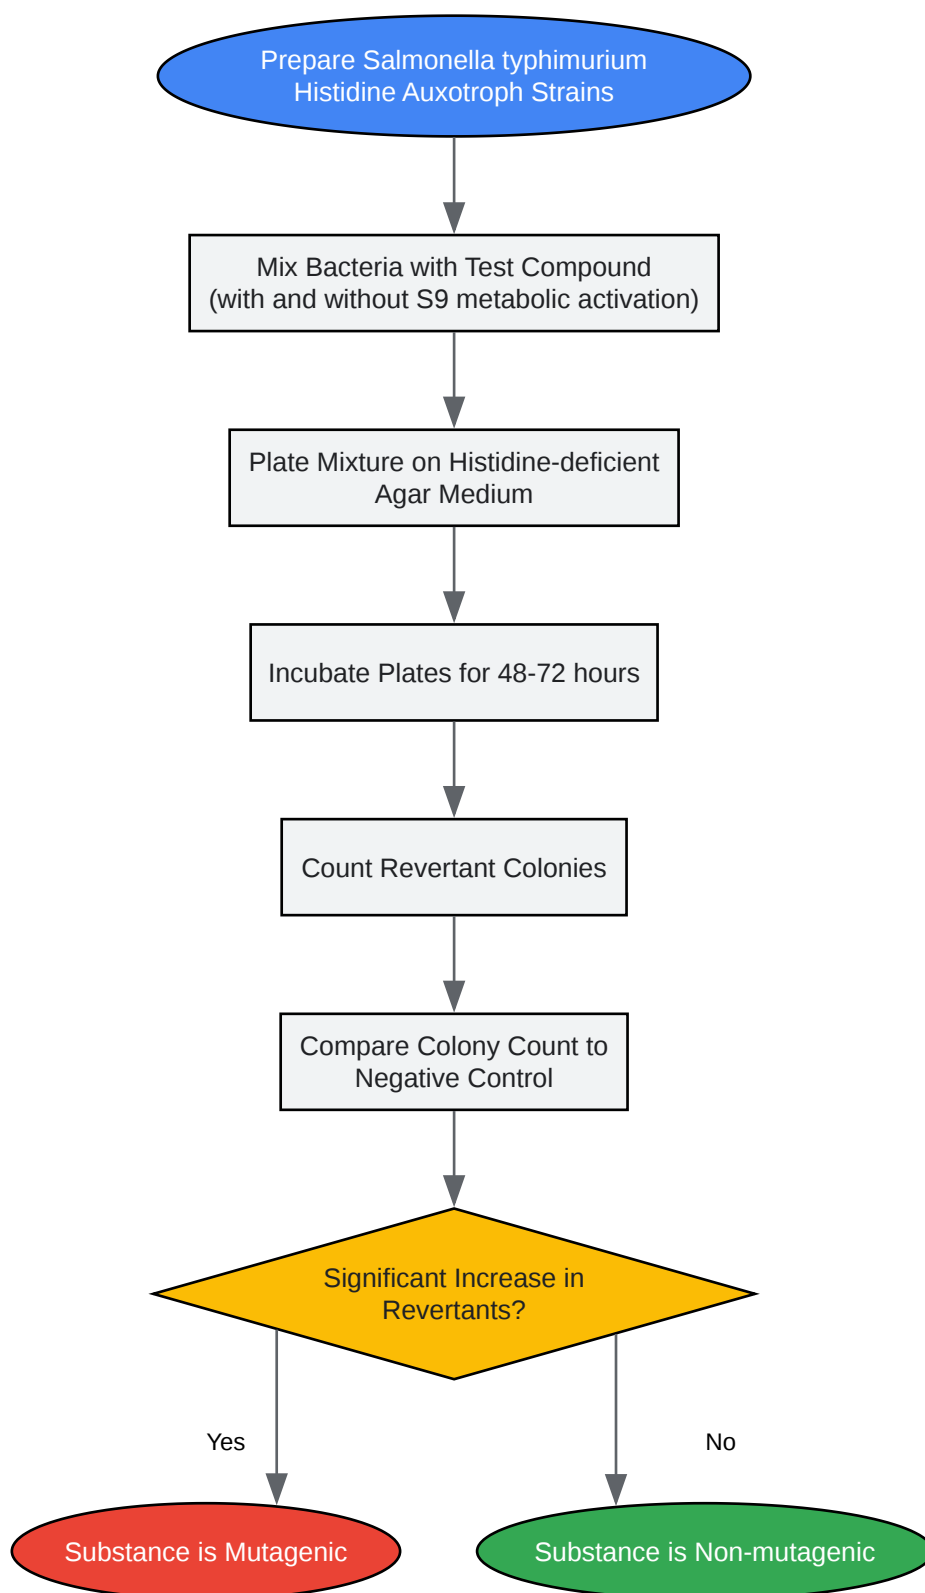 Prepare Salmonella typhimurium
Histidine Auxotroph Strains
Mix Bacteria with Test Compound
(with and without S9 metabolic activation)
Plate Mixture on Histidine-deficient
Agar Medium
Incubate Plates for 48-72 hours
Count Revertant Colonies
Compare Colony Count to
Negative Control
Significant Increase in
Revertants?
Yes
No
Substance is Mutagenic
Substance is Non-mutagenic